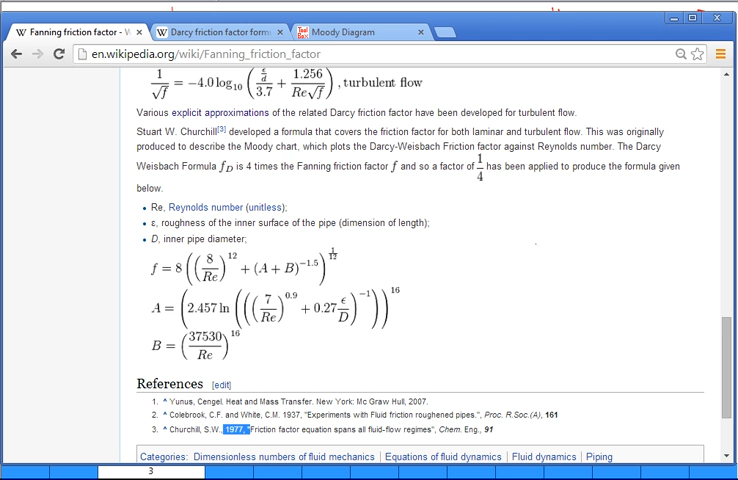 Fanning friction factor - W
Darcy friction factor form
Moody Diagram
en.wikipedia.org/wiki/Fanning_friction_factor
1/√f = −4.0 log10 ( (ε/d)/3.7 + 1.256/(Re√f) ), turbulent flow
Various explicit approximations of the related Darcy friction factor have been developed for turbulent flow.
Stuart W. Churchill[3] developed a formula that covers the friction factor for both laminar and turbulent flow. This was originally
produced to describe the Moody chart, which plots the Darcy-Weisbach Friction factor against Reynolds number. The Darcy
Weisbach Formula fD is 4 times the Fanning friction factor f and so a factor of 1/4 has been applied to produce the formula given
below.
• Re, Reynolds number (unitless);
• ε, roughness of the inner surface of the pipe (dimension of length);
• D, inner pipe diameter;
f = 8 ( (8/Re)^12 + (A + B)^−1.5 )^(1/12)
A = ( 2.457 ln ( ( (7/Re)^0.9 + 0.27 ε/D )^−1 ) )^16
B = (37530/Re)^16
References [edit]
1. ^ Yunus, Cengel. Heat and Mass Transfer. New York: Mc Graw Hull, 2007.
2. ^ Colebrook, C.F. and White, C.M. 1937, "Experiments with Fluid friction roughened pipes.", Proc. R.Soc.(A), 161
3. ^ Churchill, S.W., 1977, "Friction factor equation spans all fluid-flow regimes", Chem. Eng., 91
Categories: Dimensionless numbers of fluid mechanics | Equations of fluid dynamics | Fluid dynamics | Piping
3